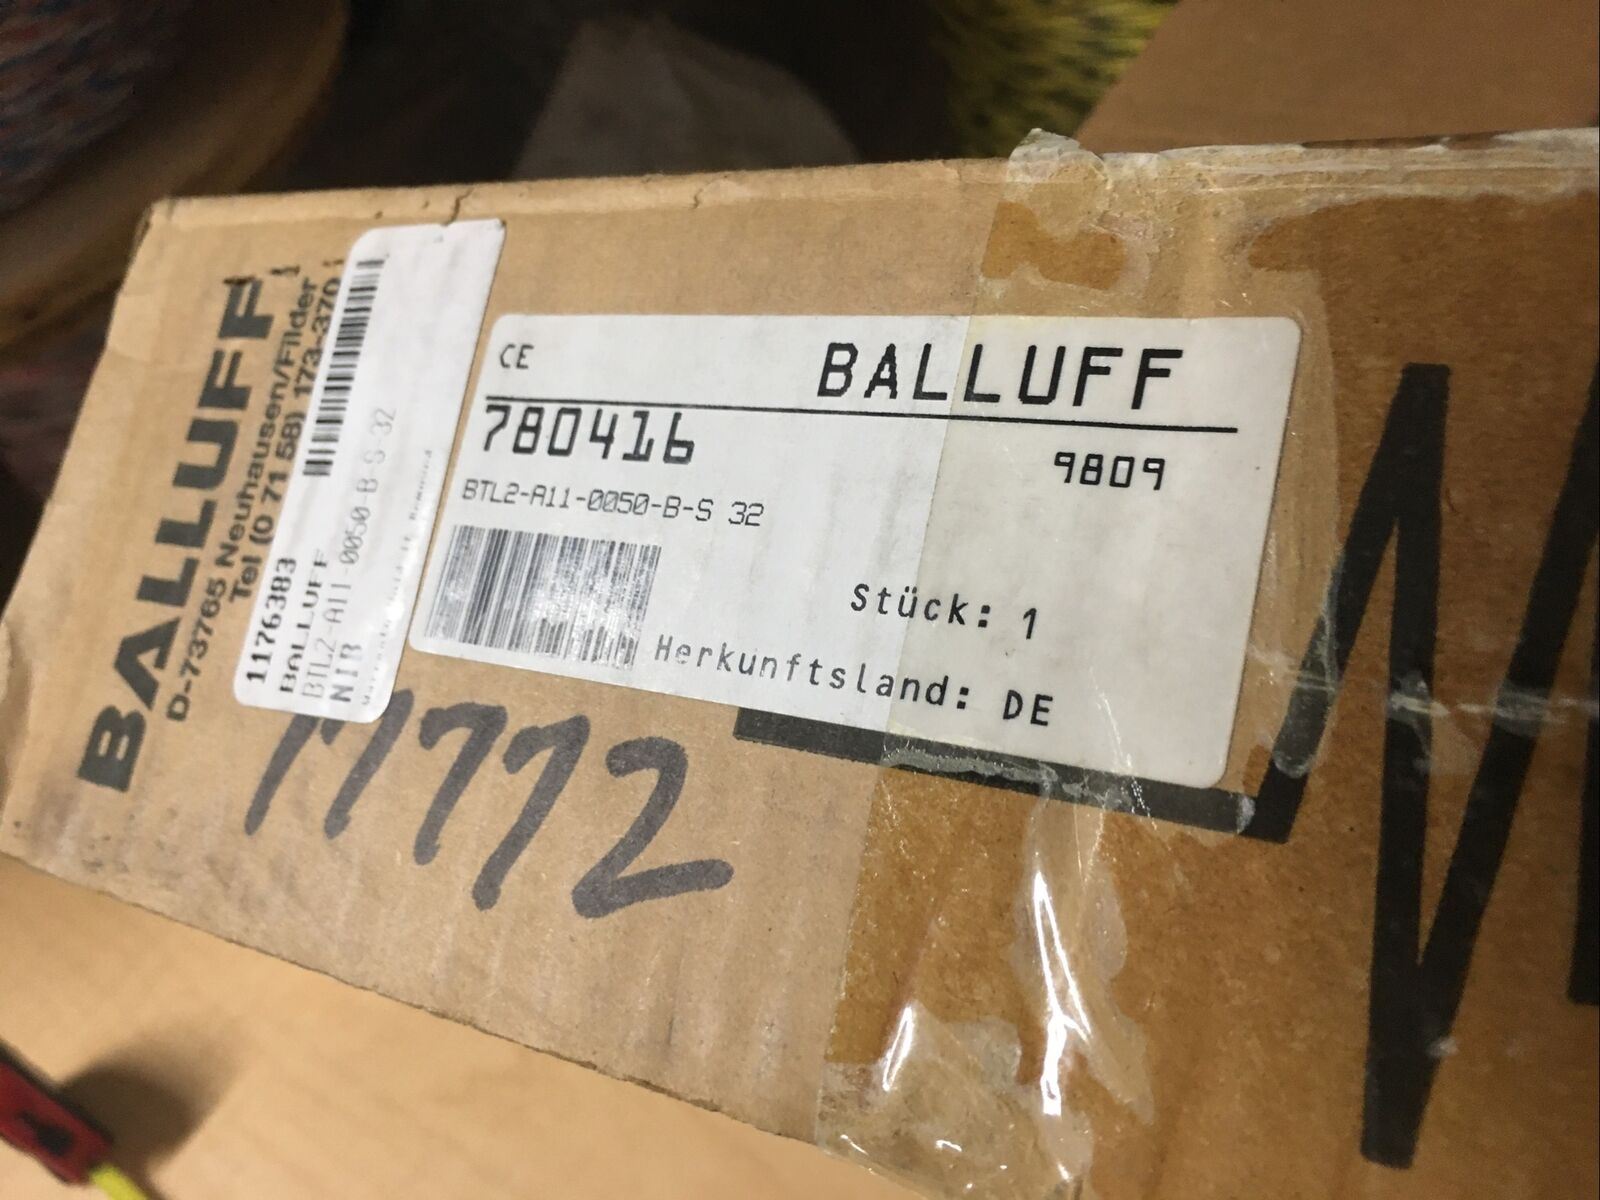 BALLUFF
D-73765 Neuhausen/Filder
Tel (0 71 58) 173-370
1176383
BALLUFF
BTL2-A11-0050-B-S-32
NIB
CE
BALLUFF
780416
9809
BTL2-A11-0050-B-S 32
Stück: 1
Herkunftsland: DE
77772